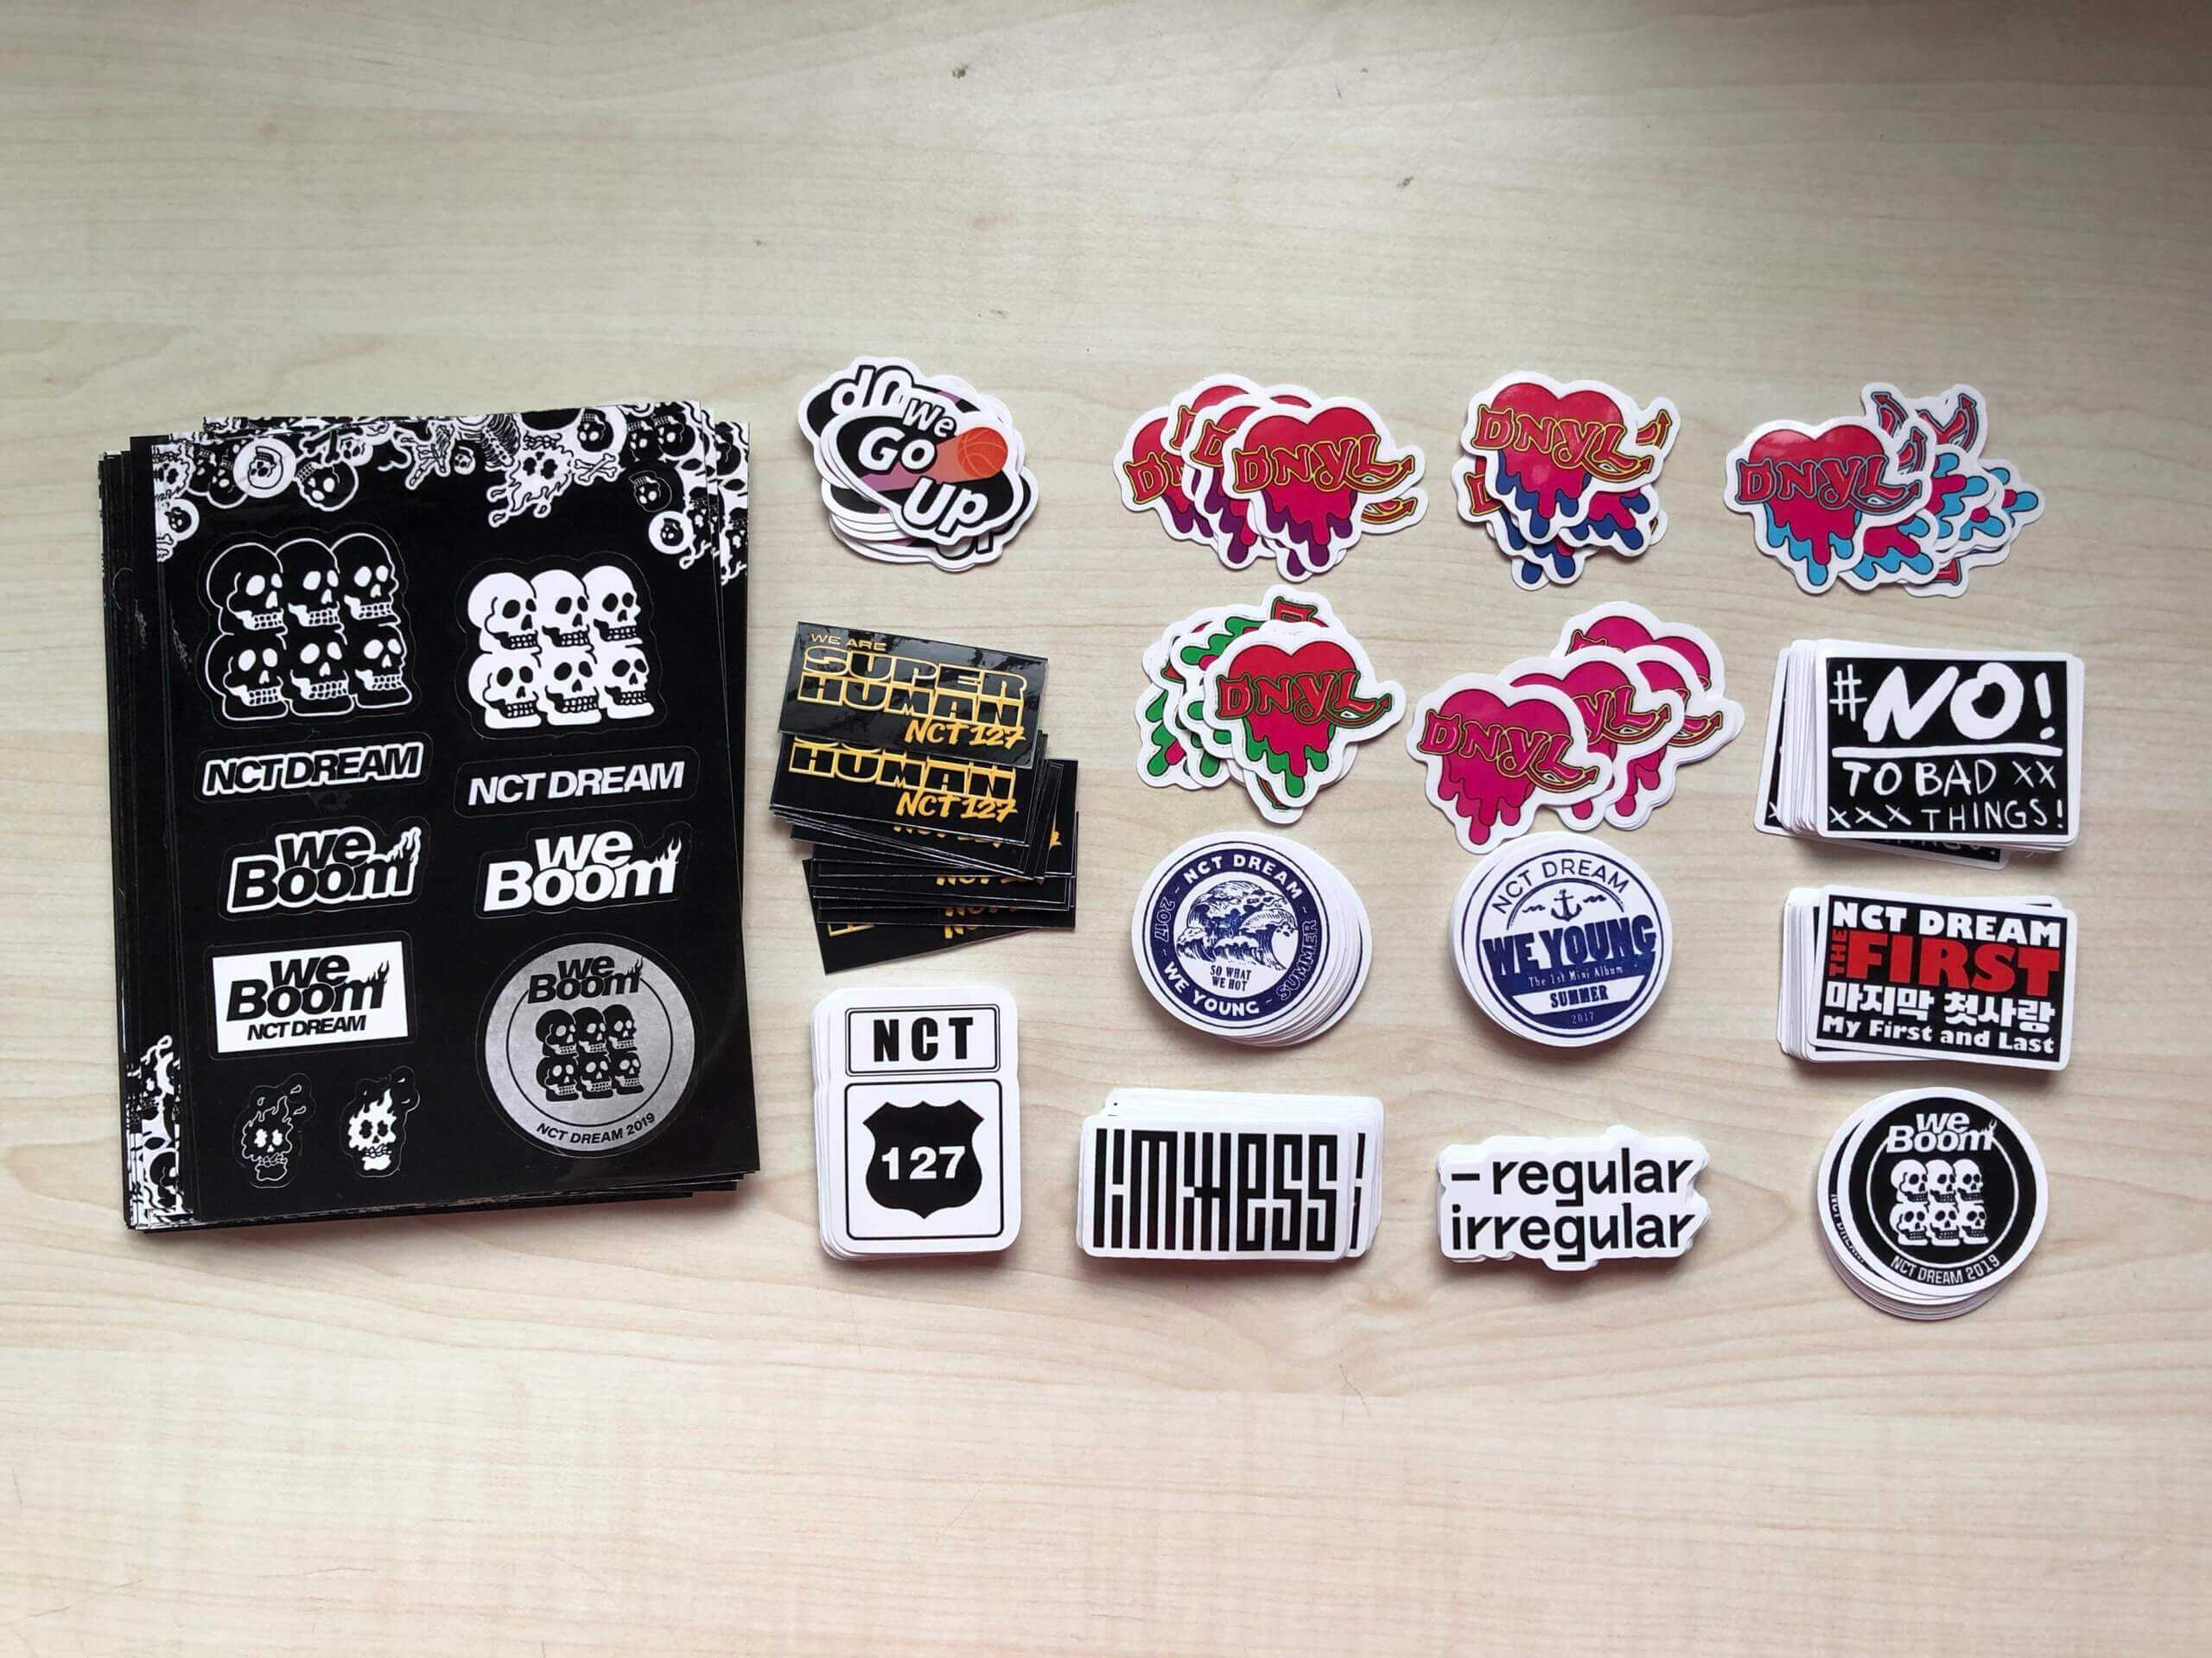 NCT DREAM
NCT DREAM
we
Boom
we
Boom
we
Boom
NCT DREAM
we
Boom
NCT DREAM 2019
We
Go
UP
DNYL
DNYL
DNYL
WE ARE
SUPER
HUMAN
NCT 127
HUMAN
NCT 127
DNYL
DNYL
#NO!
TO BAD XX
XXX THINGS!
NCT DREAM
2017
SO WHAT
WE HOT
SUMMER
WE YOUNG
NCT DREAM
WE YOUNG
The 1st Mini Album
SUMMER
2017
NCT DREAM
THE
FIRST
마지막 첫사랑
My First and Last
NCT
127
limitless
-regular
irregular
we
Boom
NCT DREAM 2019